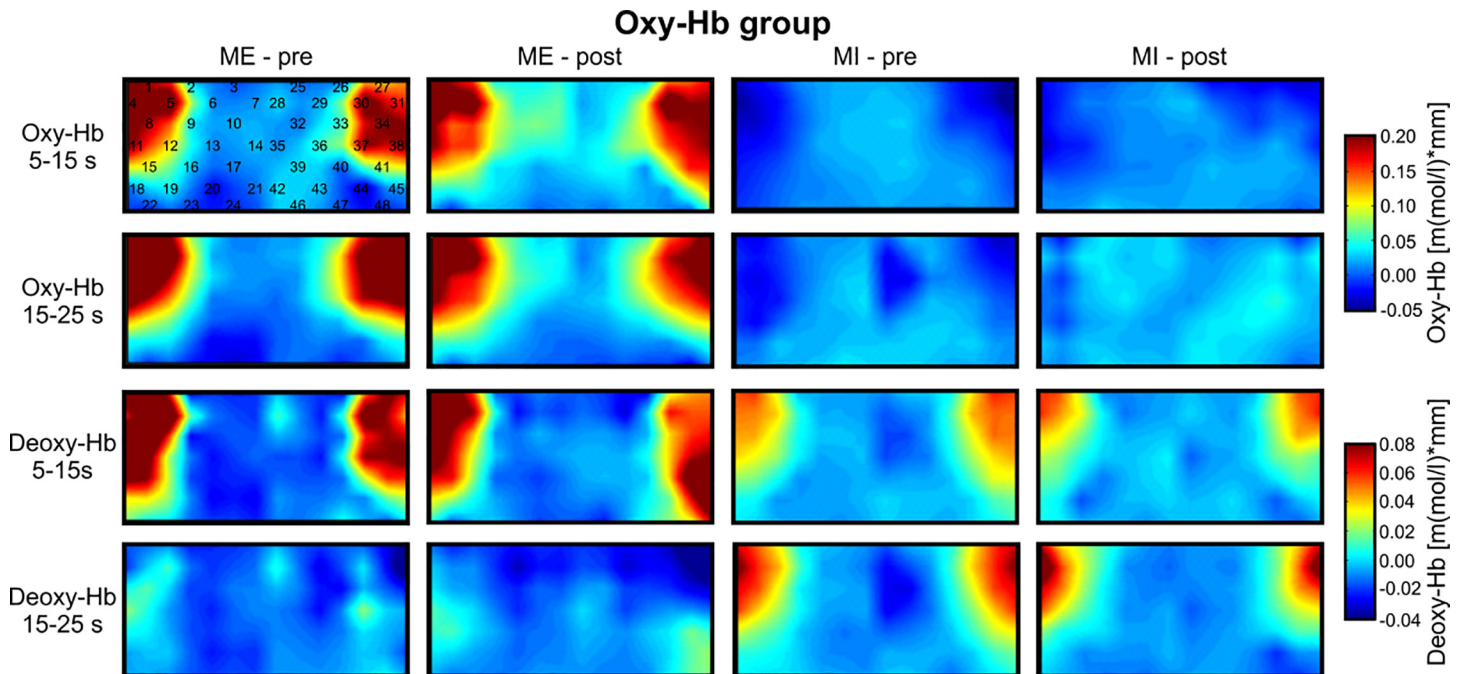 Oxy-Hb group
ME - pre
ME - post
MI - pre
MI - post
Oxy-Hb
5-15 s
1 2 3 25 26 27
4 5 6 7 28 29 30 31
8 9 10 32 33 34
11 12 13 14 35 36 37 38
15 16 17 39 40 41
18 19 20 21 42 43 44 45
22 23 24 46 47 48
Oxy-Hb
15-25 s
0.20
0.15
0.10
0.05
0.00
-0.05
Oxy-Hb [m(mol/l)*mm]
Deoxy-Hb
5-15s
Deoxy-Hb
15-25 s
0.08
0.06
0.04
0.02
0.00
-0.02
-0.04
Deoxy-Hb [m(mol/l)*mm]